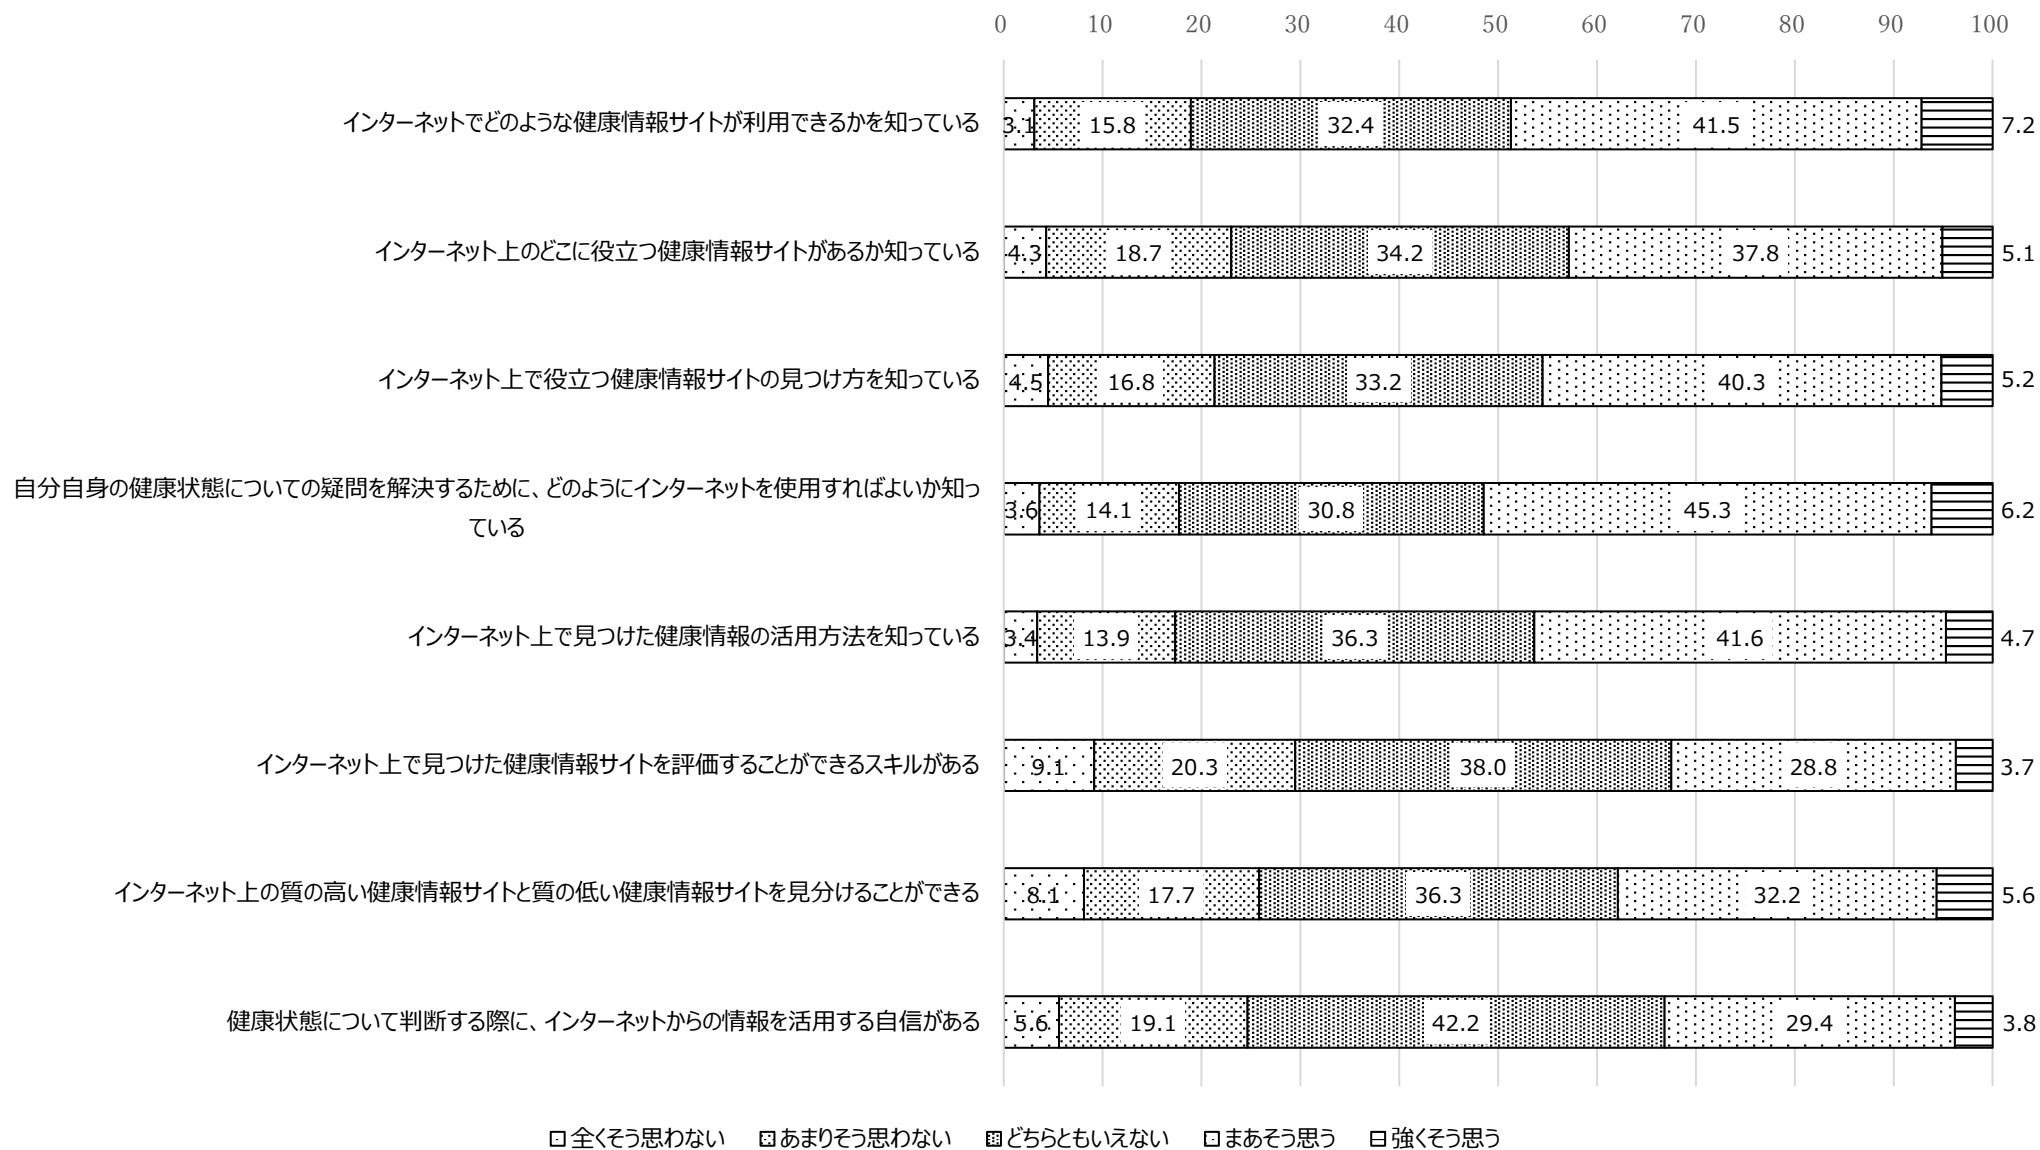 0 10 20 30 40 50 60 70 80 90 100
インターネットでどのような健康情報サイトが利用できるかを知っている 3.1 15.8 32.4 41.5 7.2
インターネット上のどこに役立つ健康情報サイトがあるか知っている 4.3 18.7 34.2 37.8 5.1
インターネット上で役立つ健康情報サイトの見つけ方を知っている 4.5 16.8 33.2 40.3 5.2
自分自身の健康状態についての疑問を解決するために、どのようにインターネットを使用すればよいか知っ
ている 3.6 14.1 30.8 45.3 6.2
インターネット上で見つけた健康情報の活用方法を知っている 3.4 13.9 36.3 41.6 4.7
インターネット上で見つけた健康情報サイトを評価することができるスキルがある 9.1 20.3 38.0 28.8 3.7
インターネット上の質の高い健康情報サイトと質の低い健康情報サイトを見分けることができる 8.1 17.7 36.3 32.2 5.6
健康状態について判断する際に、インターネットからの情報を活用する自信がある 5.6 19.1 42.2 29.4 3.8
全くそう思わない あまりそう思わない どちらともいえない まあそう思う 強くそう思う